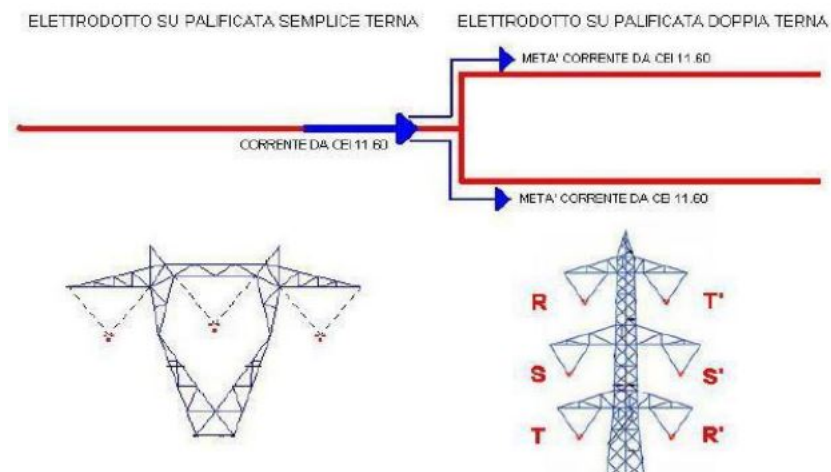 ELETTRODOTTO SU PALIFICATA SEMPLICE TERNA
ELETTRODOTTO SU PALIFICATA DOPPIA TERNA
META' CORRENTE DA CEI 11.60
CORRENTE DA CEI 11.60
META' CORRENTE DA CEI 11.60
R T'
S S'
T R'